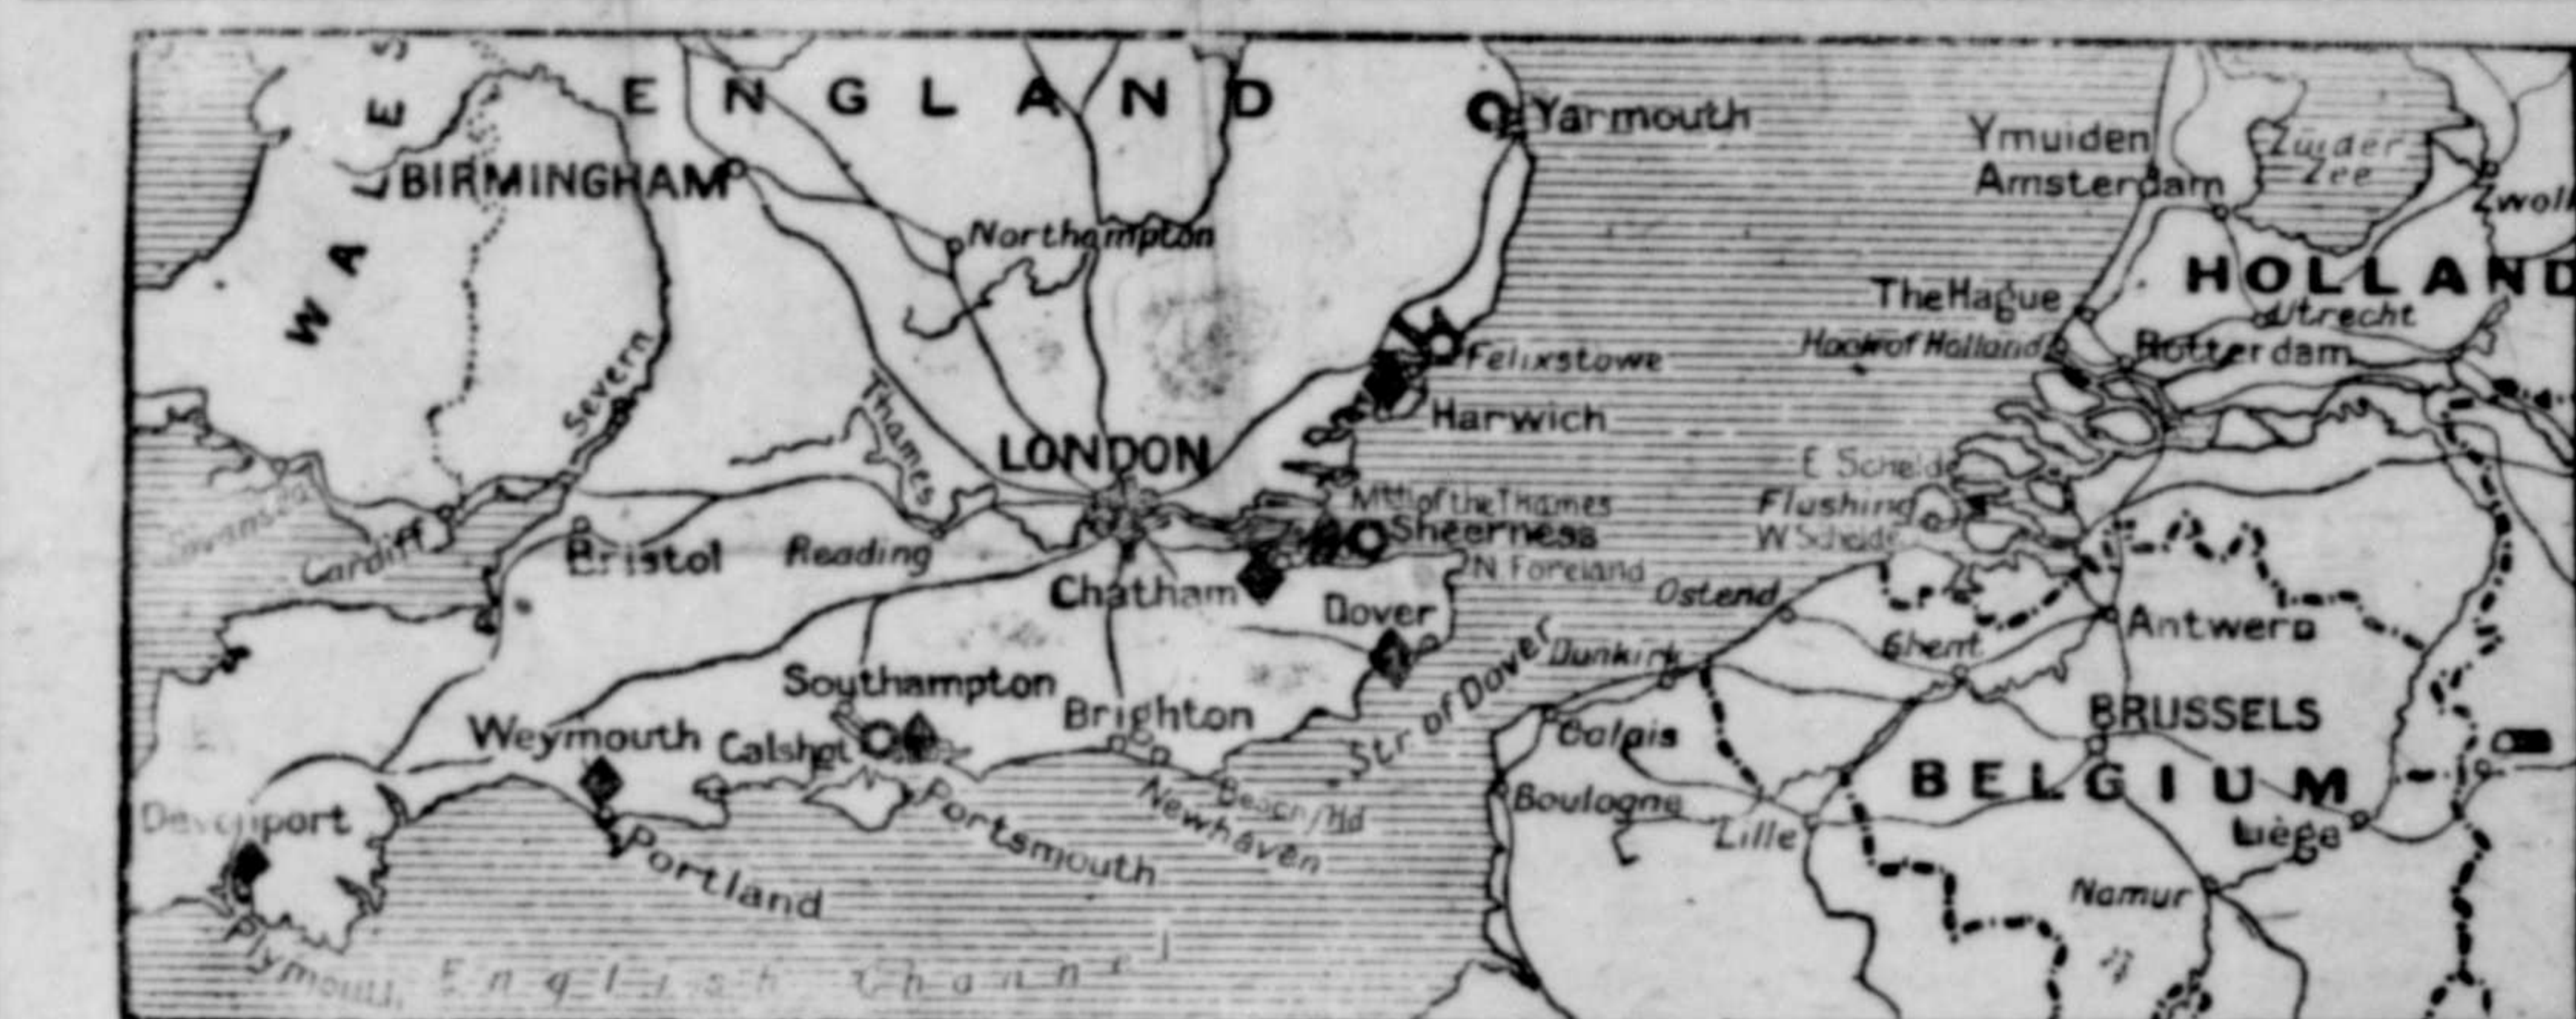 ENGLAND
WALES
BIRMINGHAM
Northampton
Severn
Thames
LONDON
Cardiff
Bristol
Reading
Chatham
Dover
Southampton
Weymouth
Calshot
Brighton
Devonport
Portland
Portsmouth
Newhaven
Beachy Hd
Plymouth
English Channel
Yarmouth
Felixstowe
Harwich
Mth of the Thames
Sheerness
N Foreland
Str. of Dover
Ymuiden
Amsterdam
Zuider
Zee
HOLLAND
The Hague
Utrecht
Hook of Holland
Rotterdam
E Schelde
Flushing
W Schelde
Ostend
Antwerp
Dunkirk
Ghent
Calais
BRUSSELS
BELGIUM
Boulogne
Lille
Liège
Namur